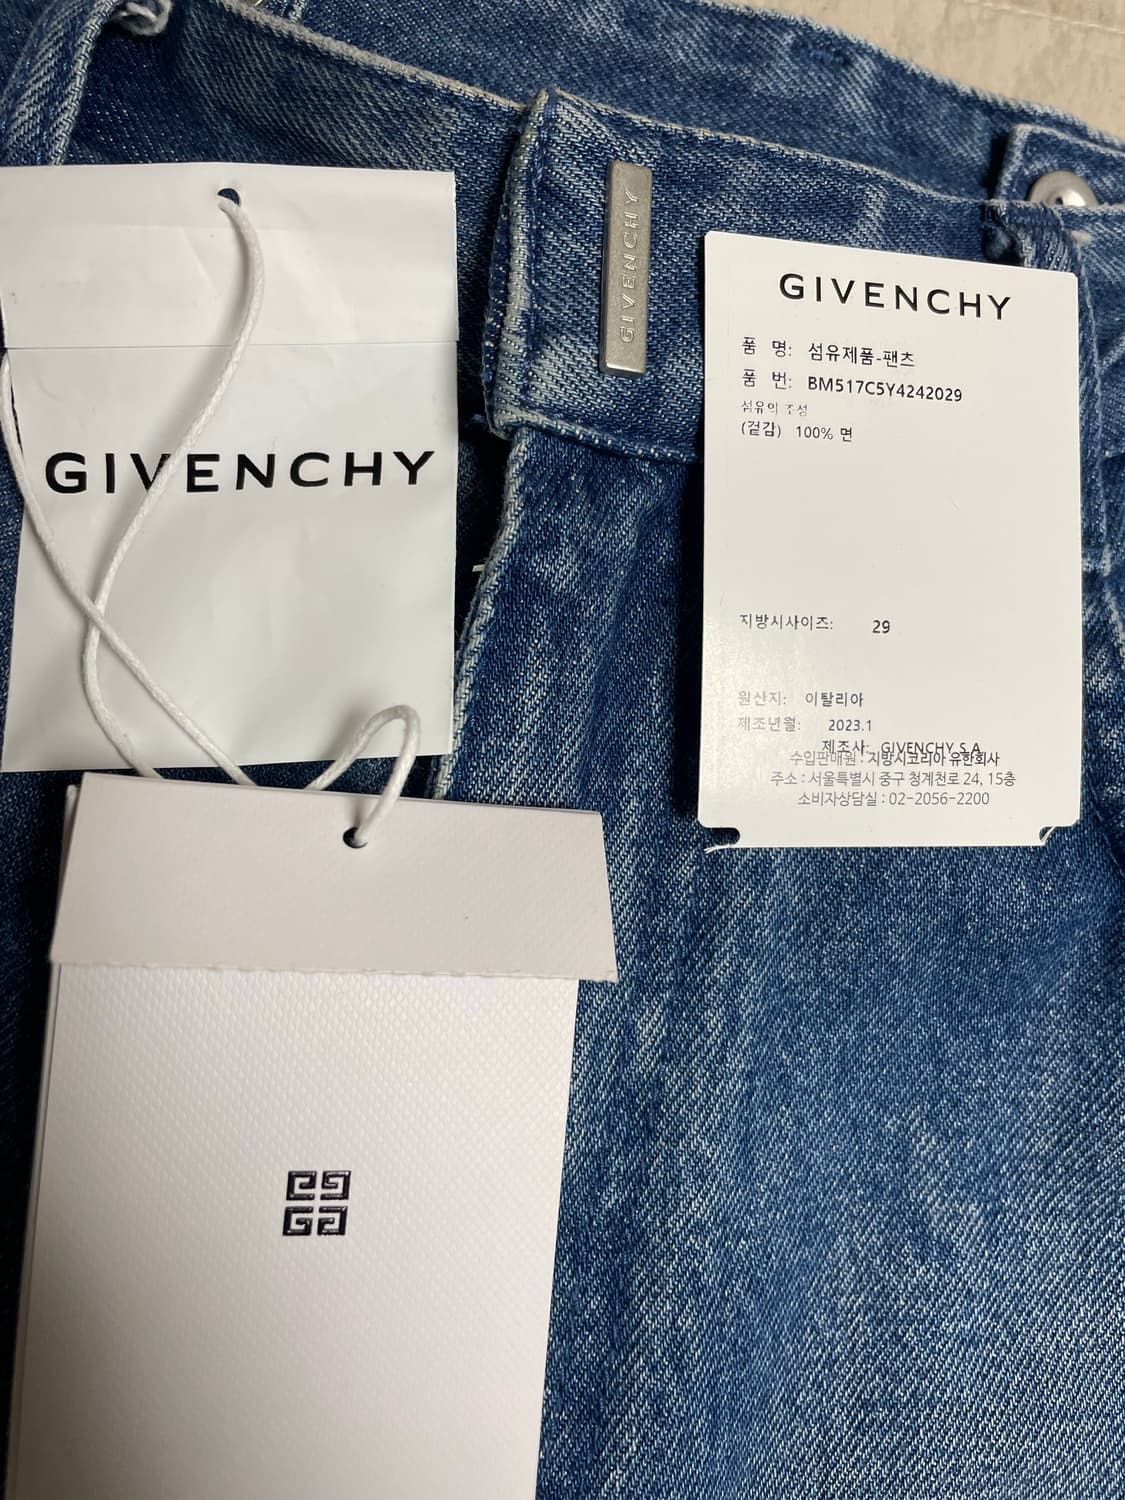 GIVENCHY
GIVENCHY
GIVENCHY
품 명: 섬유제품-팬츠
품 번: BM517C5Y4242029
섬유의 조성
(겉감) 100% 면
지방시사이즈: 29
원산지: 이탈리아
제조년월: 2023.1
제조사: GIVENCHY S.A
수입판매원 : 지방시코리아 유한회사
주소 : 서울특별시 중구 청계천로 24, 15층
소비자상담실 : 02-2056-2200